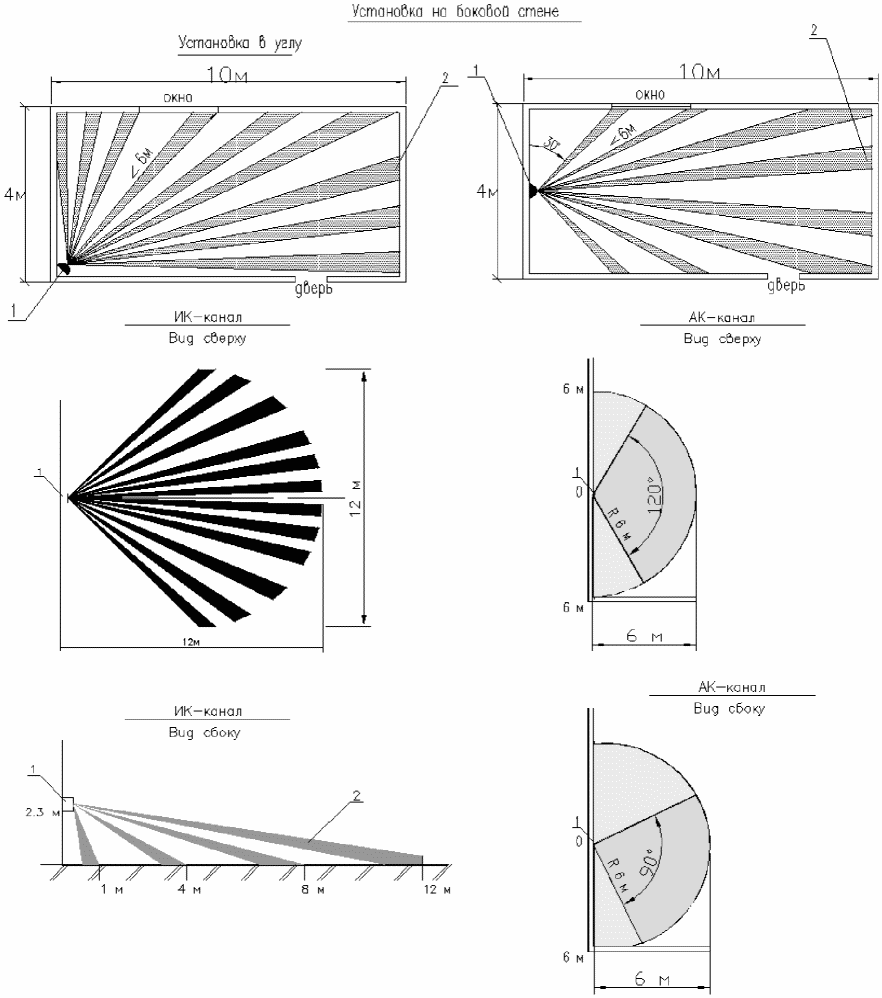 Установка на боковой стене
Установка в углу
10м
окно
2
<6м
4м
дверь
1
10м
окно
2
1
30°
<6м
4м
дверь
ИК-канал
Вид сверху
1
12 м
12м
АК-канал
Вид сверху
6 м
1
0
120°
R 6 м
6 м
6 м
ИК-канал
Вид сбоку
1
2.3 м
2
1 м
4 м
8 м
12 м
АК-канал
Вид сбоку
1
0
90°
R 6 м
6 м
6 м